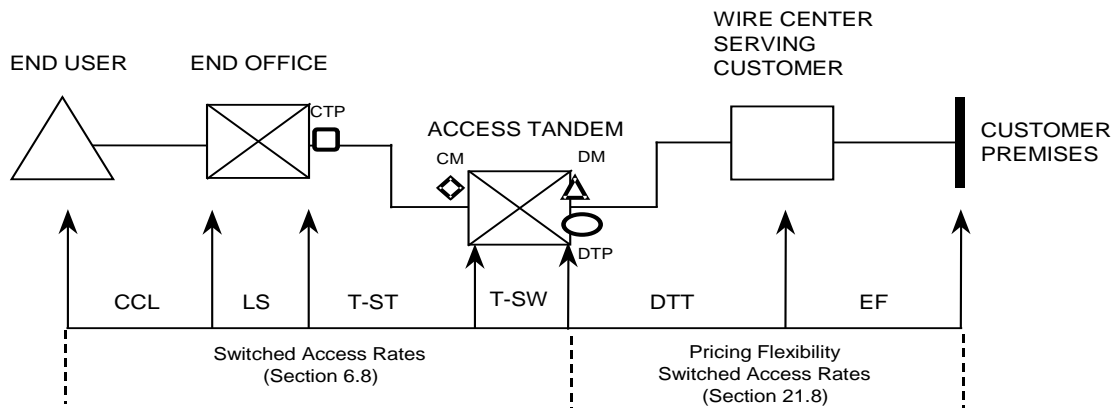 WIRE CENTER
SERVING
CUSTOMER
END USER
END OFFICE
CTP
ACCESS TANDEM
CUSTOMER
PREMISES
CM
DM
DTP
CCL
LS
T-ST
T-SW
DTT
EF
Switched Access Rates
(Section 6.8)
Pricing Flexibility
Switched Access Rates
(Section 21.8)